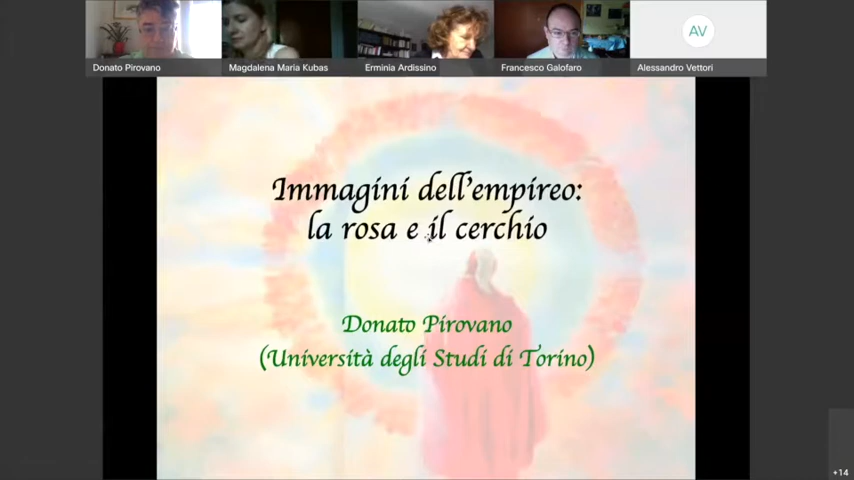 AV
Donato Pirovano
Magdalena Maria Kubas
Erminia Ardissino
Francesco Galofaro
Alessandro Vettori
Immagini dell'empireo:
la rosa e il cerchio
Donato Pirovano
(Università degli Studi di Torino)
+14